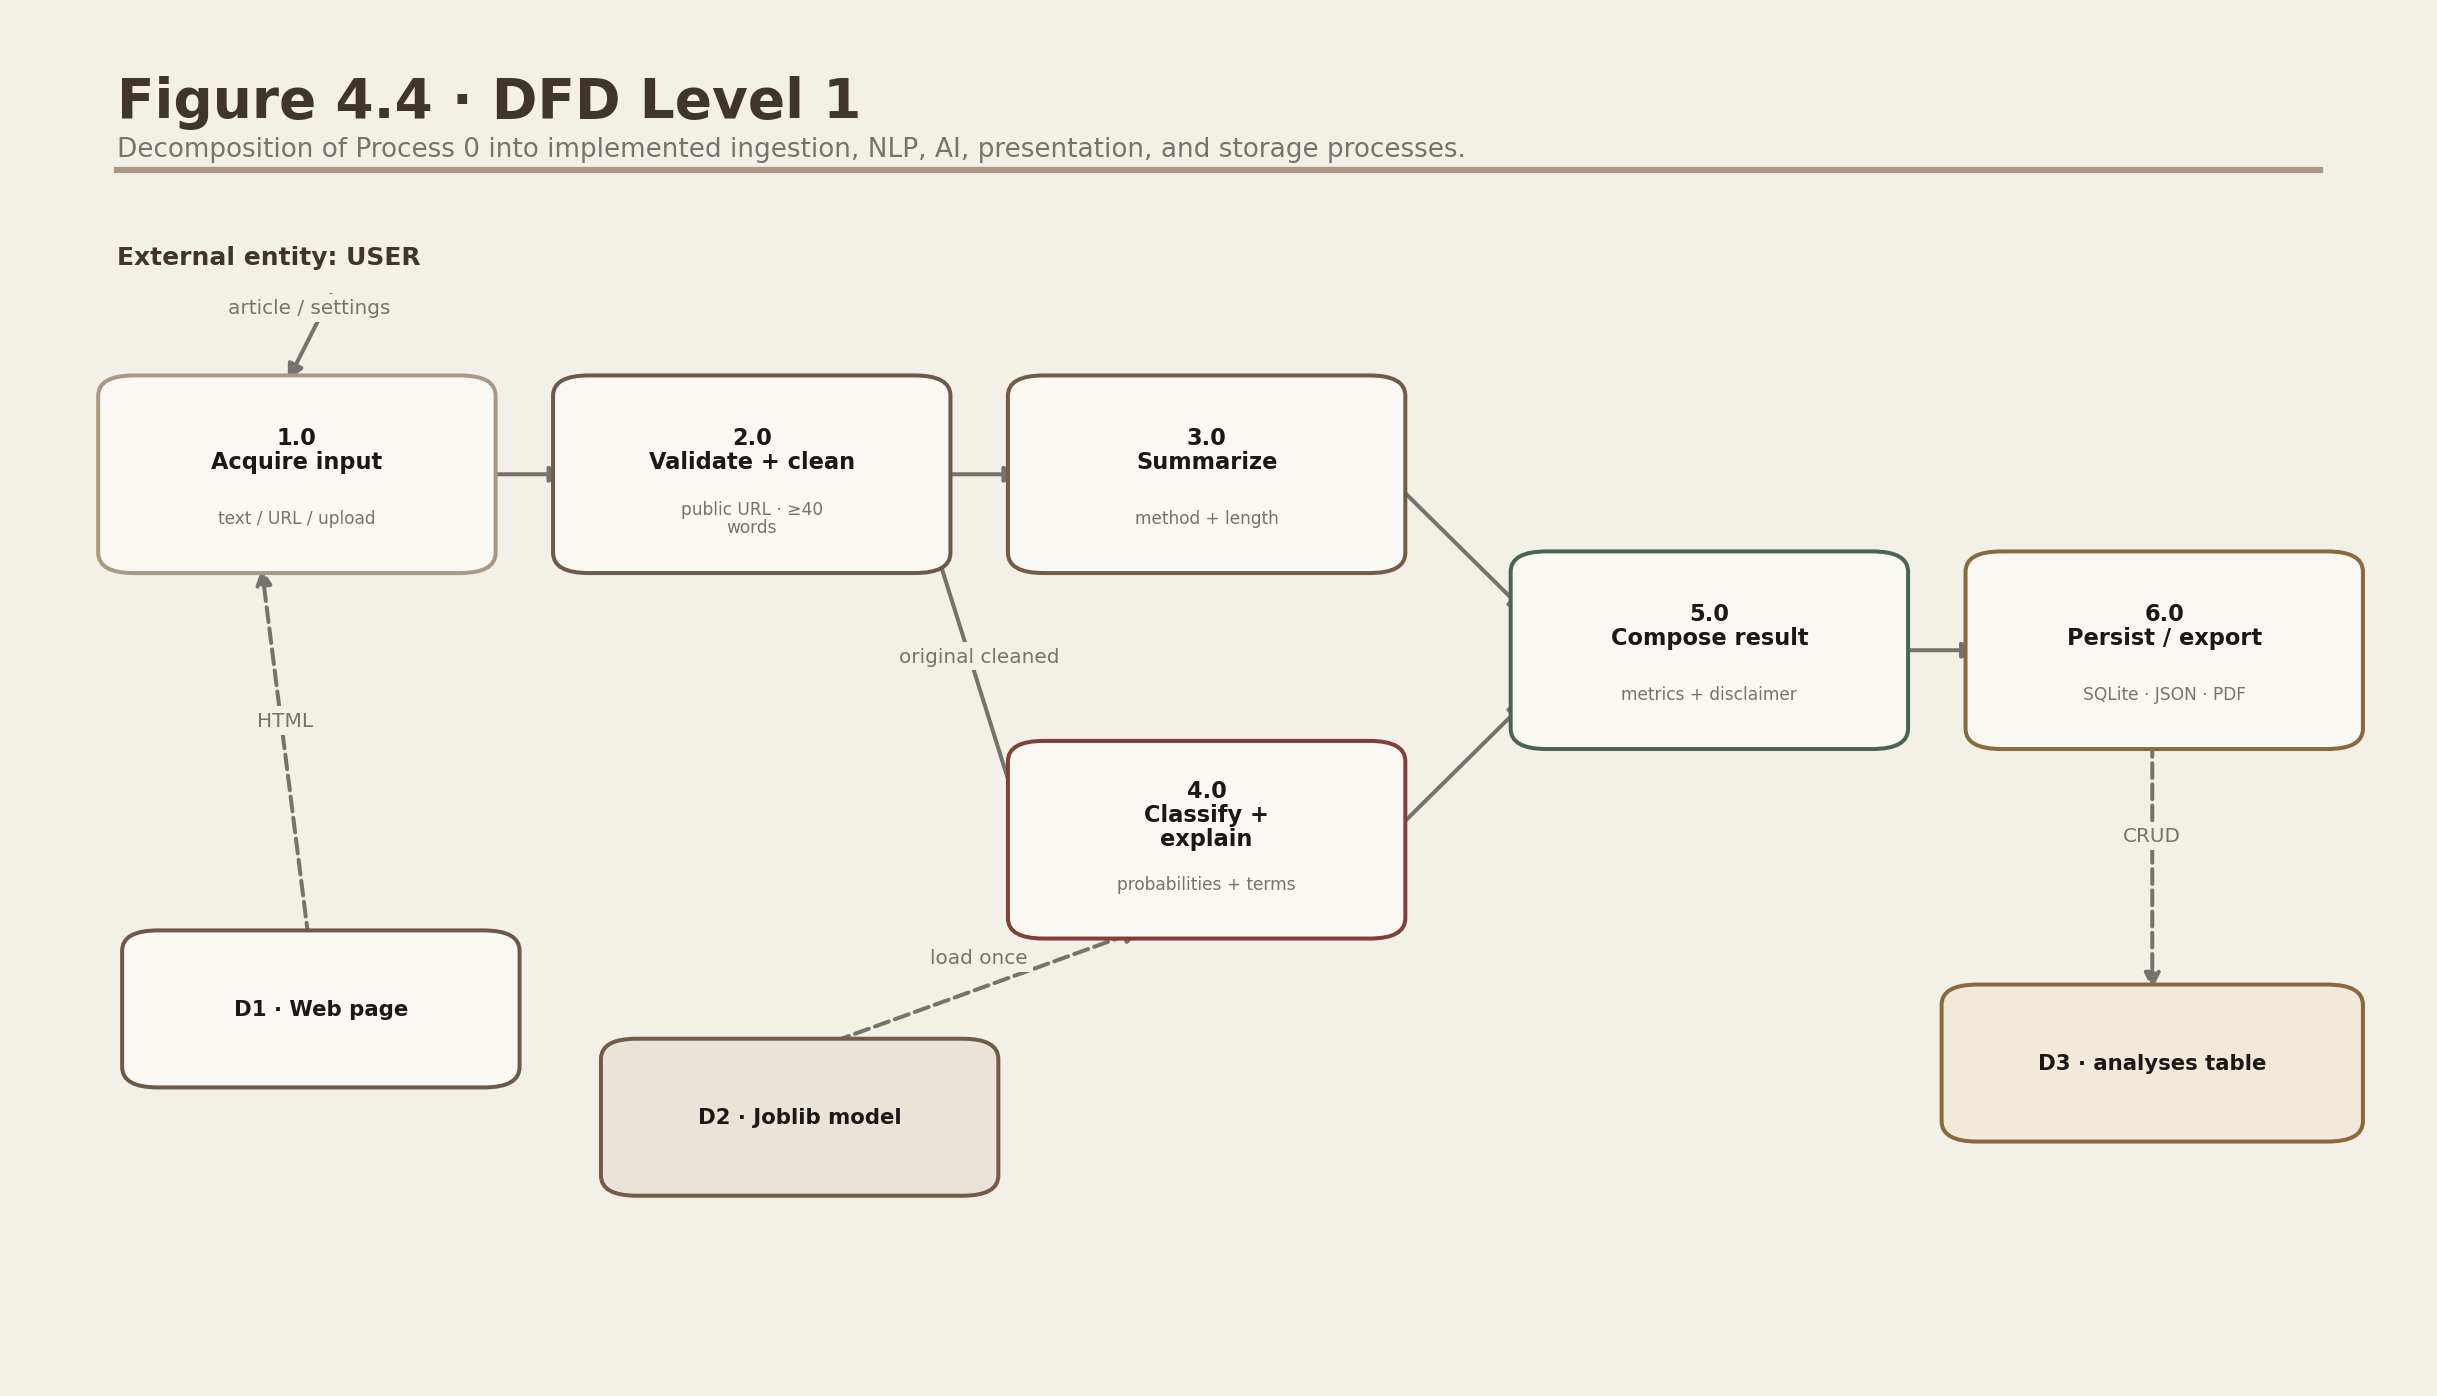 Figure 4.4 · DFD Level 1
Decomposition of Process 0 into implemented ingestion, NLP, AI, presentation, and storage processes.
External entity: USER
article / settings
1.0
Acquire input
text / URL / upload
2.0
Validate + clean
public URL · ≥40
words
3.0
Summarize
method + length
original cleaned
5.0
Compose result
metrics + disclaimer
6.0
Persist / export
SQLite · JSON · PDF
HTML
4.0
Classify +
explain
probabilities + terms
CRUD
load once
D1 · Web page
D2 · Joblib model
D3 · analyses table